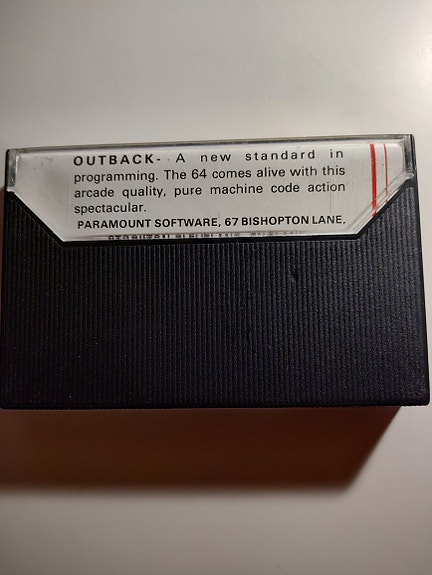 OUTBACK- A new standard in
programming. The 64 comes alive with this
arcade quality, pure machine code action
spectacular.
PARAMOUNT SOFTWARE, 67 BISHOPTON LANE,